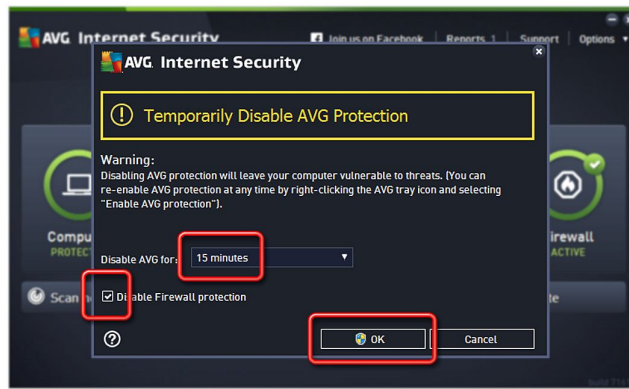 AVG Internet Security
Join us on Facebook Reports 1 Support Options
AVG Internet Security
Temporarily Disable AVG Protection
Warning:
Disabling AVG protection will leave your computer vulnerable to threats. (You can
re-enable AVG protection at any time by right-clicking the AVG tray icon and selecting
"Enable AVG protection").
Compu
PROTEC
irewall
ACTIVE
Disable AVG for: 15 minutes
Scan n
Disable Firewall protection
te
? OK Cancel